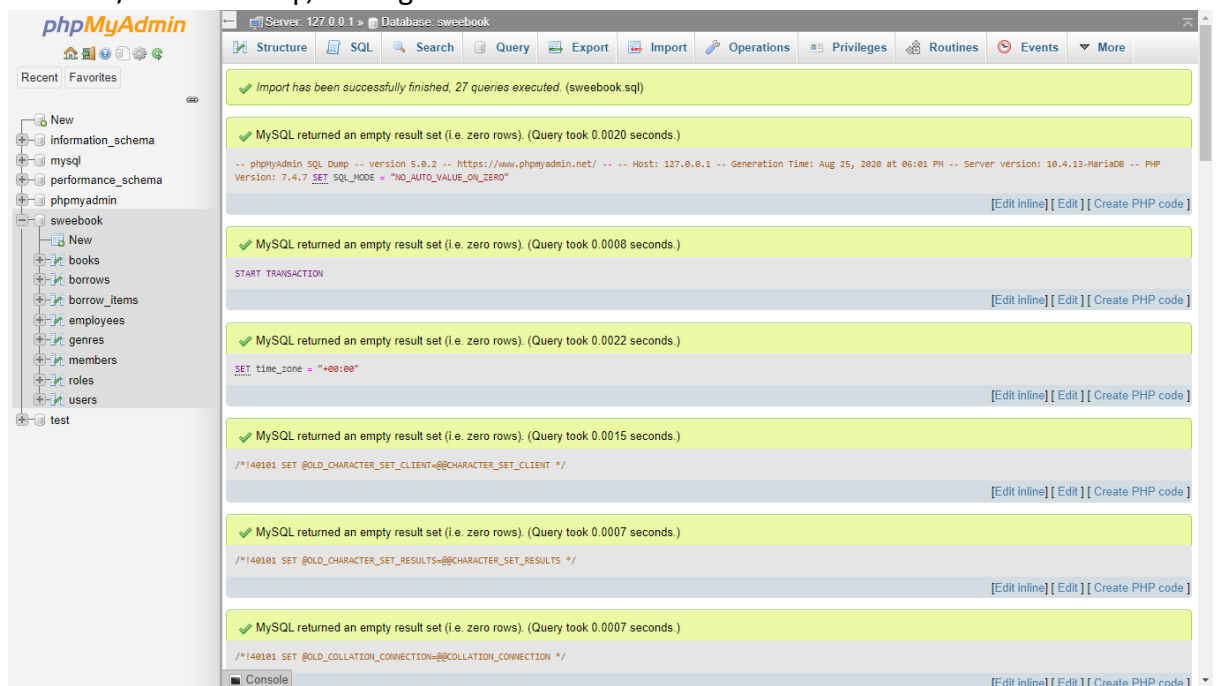 phpMyAdmin
Recent Favorites
New
information_schema
mysql
performance_schema
phpmyadmin
sweebook
New
books
borrows
borrow_items
employees
genres
members
roles
users
test
Server: 127.0.0.1 » Database: sweebook
Structure SQL Search Query Export Import Operations Privileges Routines Events More
Import has been successfully finished, 27 queries executed. (sweebook.sql)
MySQL returned an empty result set (i.e. zero rows). (Query took 0.0020 seconds.)
-- phpMyAdmin SQL Dump -- version 5.0.2 -- https://www.phpmyadmin.net/ -- -- Host: 127.0.0.1 -- Generation Time: Aug 25, 2020 at 06:01 PM -- Server version: 10.4.13-MariaDB -- PHP
Version: 7.4.7 SET SQL_MODE = "NO_AUTO_VALUE_ON_ZERO"
[Edit inline] [ Edit ] [ Create PHP code ]
MySQL returned an empty result set (i.e. zero rows). (Query took 0.0008 seconds.)
START TRANSACTION
[Edit inline] [ Edit ] [ Create PHP code ]
MySQL returned an empty result set (i.e. zero rows). (Query took 0.0022 seconds.)
SET time_zone = "+00:00"
[Edit inline] [ Edit ] [ Create PHP code ]
MySQL returned an empty result set (i.e. zero rows). (Query took 0.0015 seconds.)
/*!40101 SET @OLD_CHARACTER_SET_CLIENT=@@CHARACTER_SET_CLIENT */
[Edit inline] [ Edit ] [ Create PHP code ]
MySQL returned an empty result set (i.e. zero rows). (Query took 0.0007 seconds.)
/*!40101 SET @OLD_CHARACTER_SET_RESULTS=@@CHARACTER_SET_RESULTS */
[Edit inline] [ Edit ] [ Create PHP code ]
MySQL returned an empty result set (i.e. zero rows). (Query took 0.0007 seconds.)
/*!40101 SET @OLD_COLLATION_CONNECTION=@@COLLATION_CONNECTION */
Console
[Edit inline] [ Edit ] [ Create PHP code ]